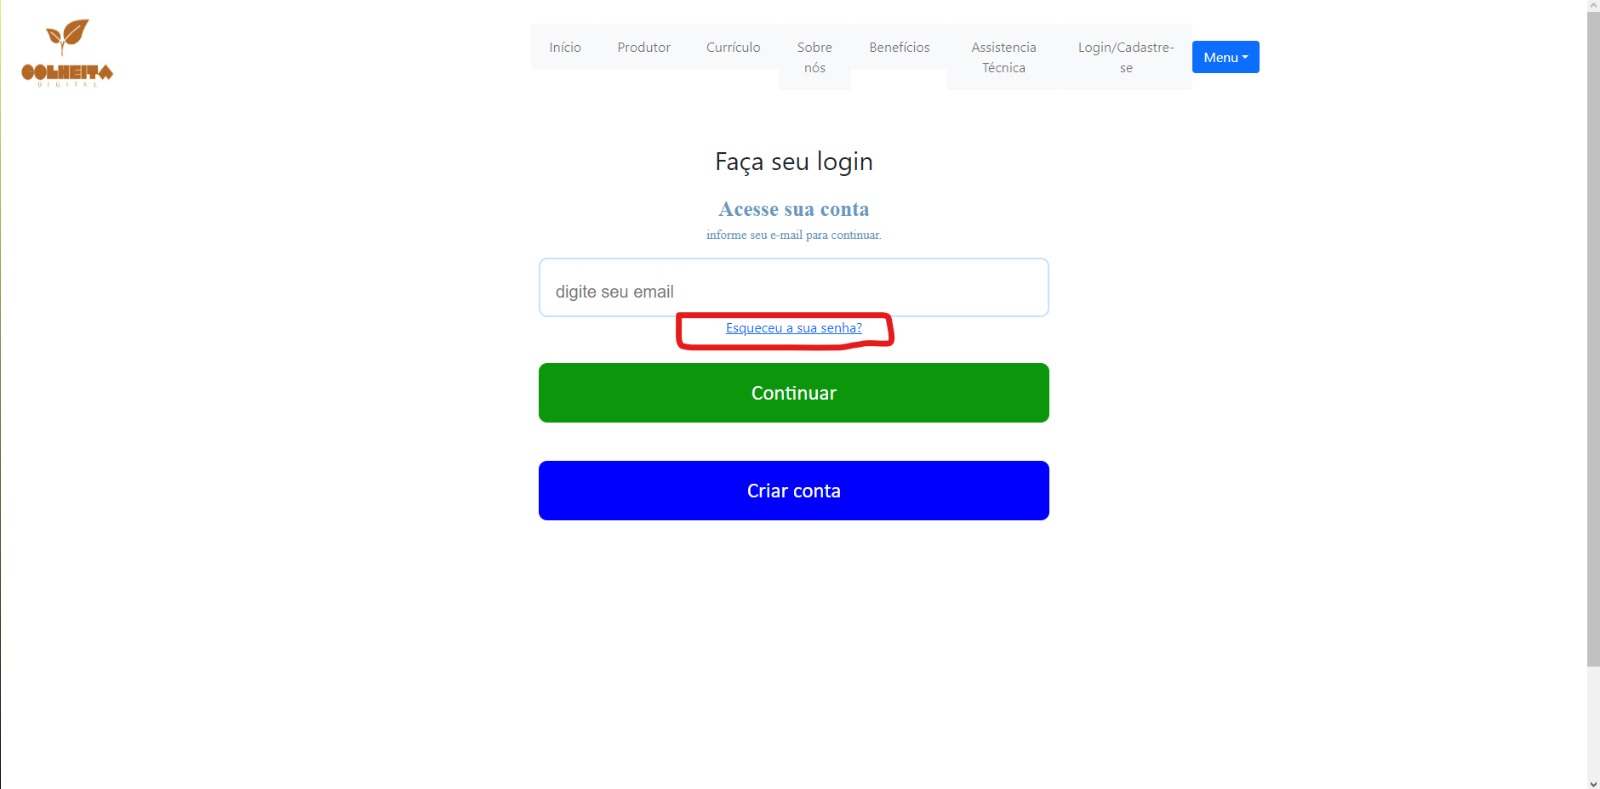 COLHEITA
DIGITAL
Início
Produtor
Currículo
Sobre
nós
Benefícios
Assistencia
Técnica
Login/Cadastre-
se
Menu
Faça seu login
Acesse sua conta
informe seu e-mail para continuar.
digite seu email
Esqueceu a sua senha?
Continuar
Criar conta